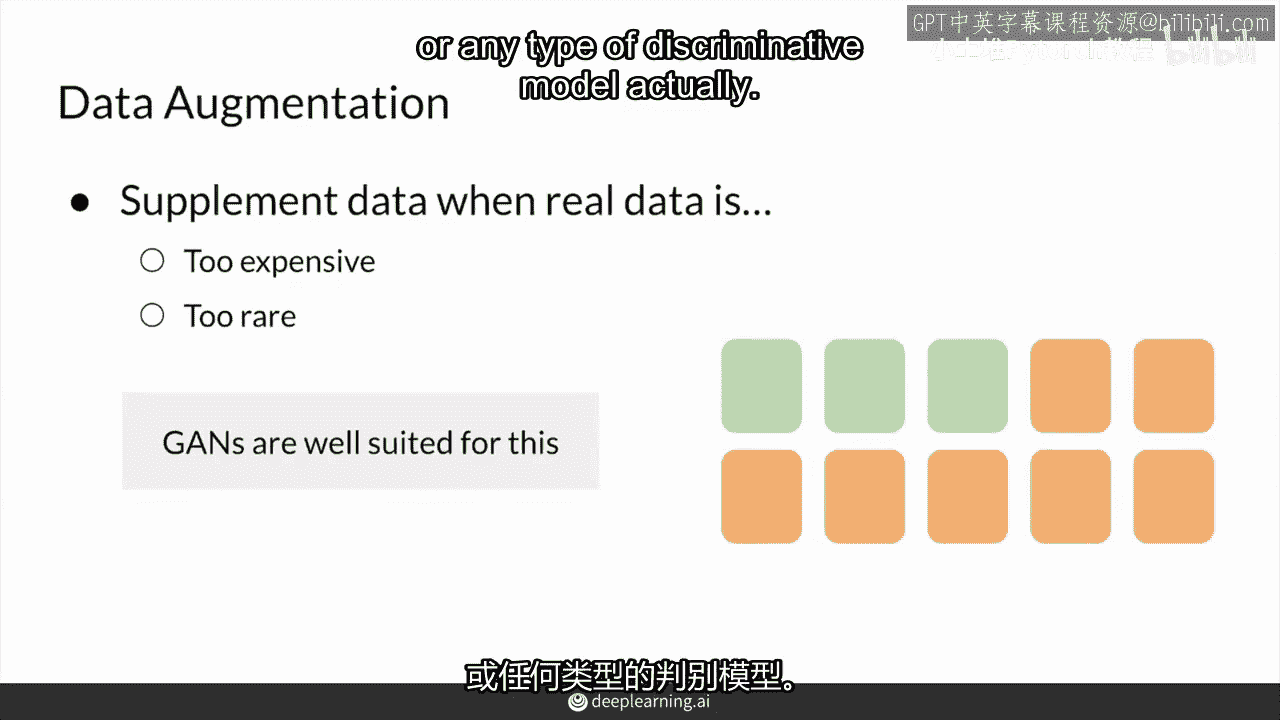 GPT中英字幕课程资源@bilibili.com
or any type of discriminative
model actually.
Data Augmentation
● Supplement data when real data is...
○ Too expensive
○ Too rare
GANs are well suited for this
或任何类型的判别模型。
deeplearning.ai